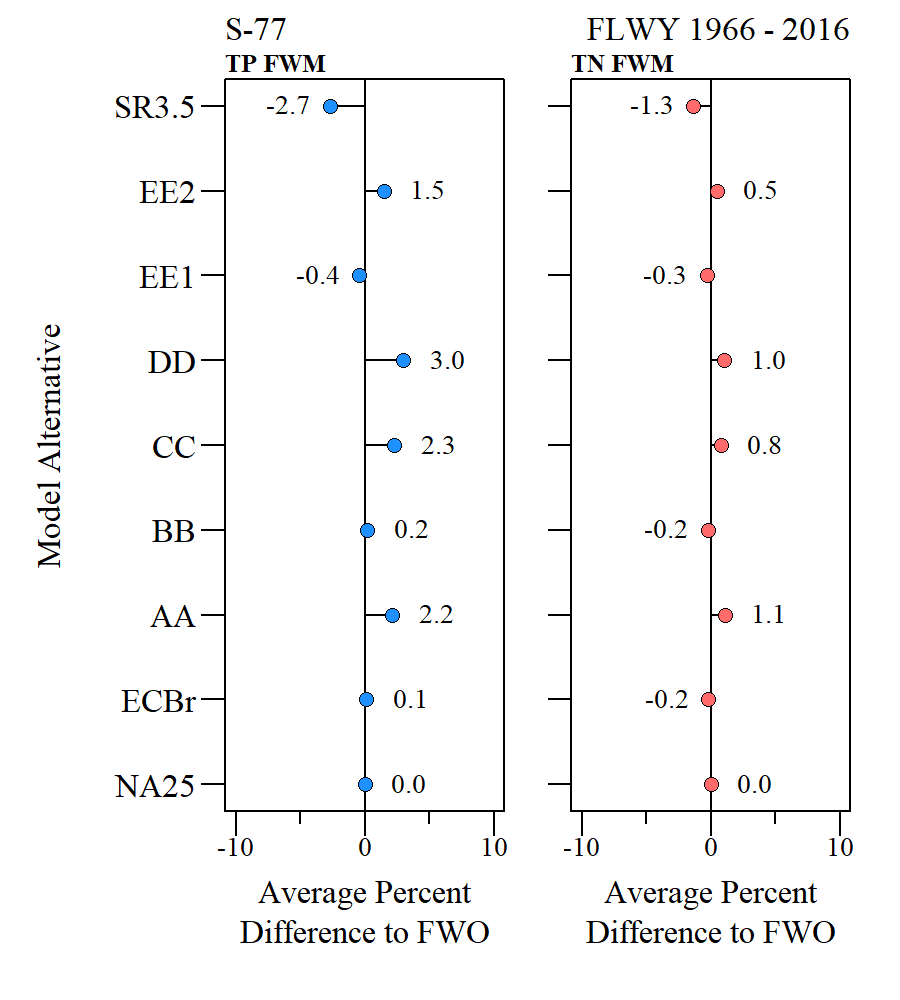 S-77 FLWY 1966 - 2016
TP FWM TN FWM
SR3.5 -2.7 -1.3
EE2 1.5 0.5
EE1 -0.4 -0.3
DD 3.0 1.0
CC 2.3 0.8
BB 0.2 -0.2
AA 2.2 1.1
ECBr 0.1 -0.2
NA25 0.0 0.0
Model Alternative
-10 0 10 -10 0 10
Average Percent Average Percent
Difference to FWO Difference to FWO